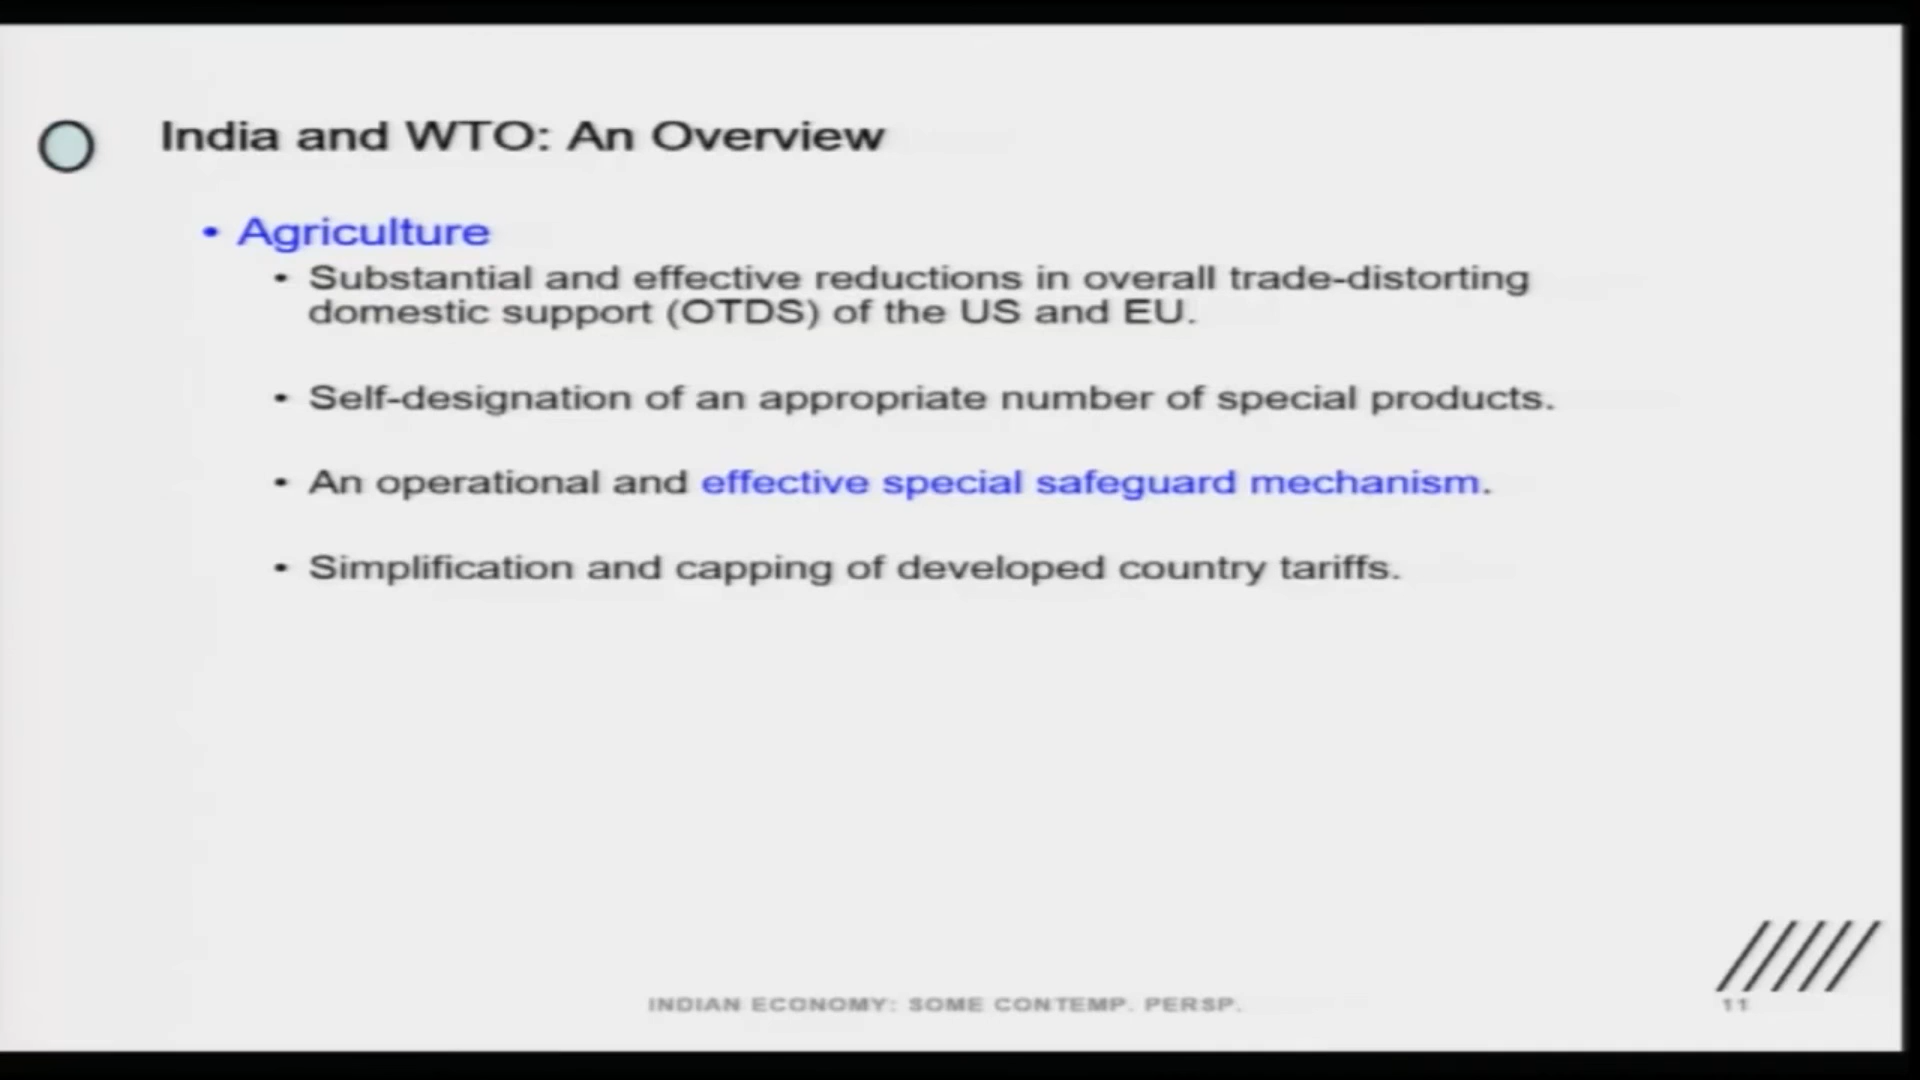 India and WTO: An Overview
• Agriculture
• Substantial and effective reductions in overall trade-distorting
domestic support (OTDS) of the US and EU.
• Self-designation of an appropriate number of special products.
• An operational and effective special safeguard mechanism.
• Simplification and capping of developed country tariffs.
INDIAN ECONOMY: SOME CONTEMP. PERSP.
11